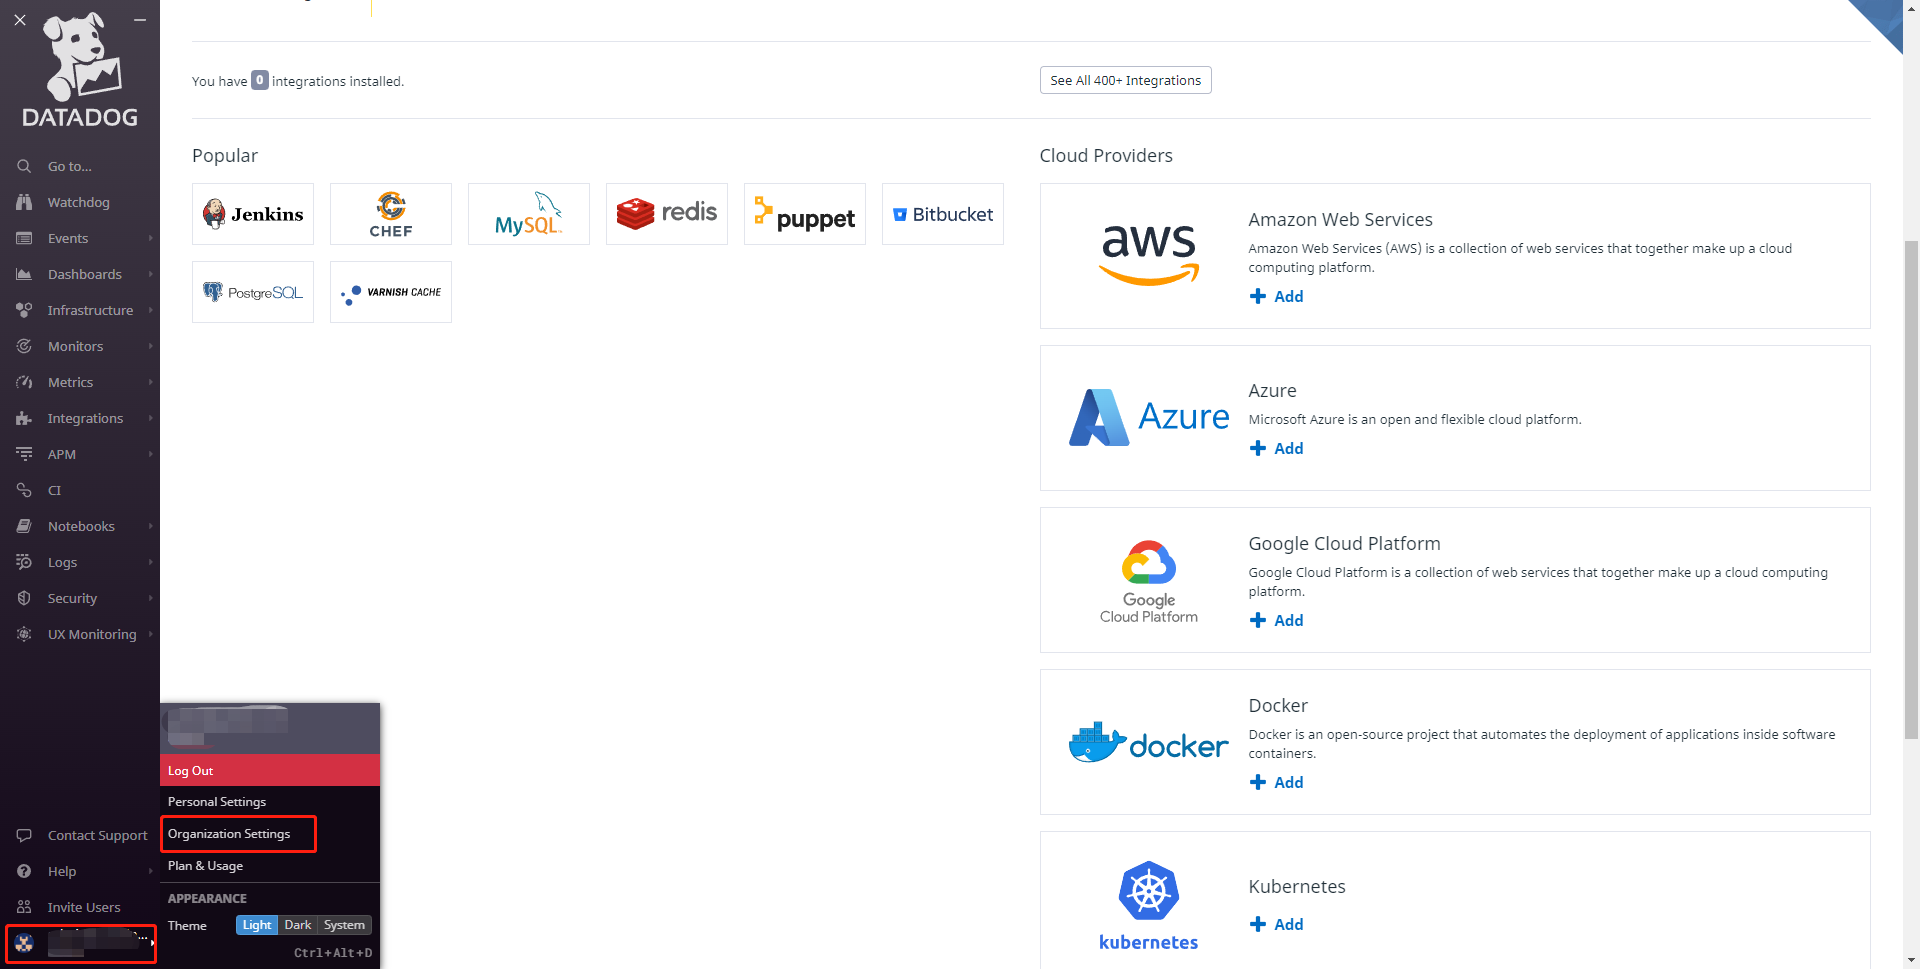 DATADOG
Go to...
Watchdog
Events
Dashboards
Infrastructure
Monitors
Metrics
Integrations
APM
CI
Notebooks
Logs
Security
UX Monitoring
Contact Support
Help
Invite Users
Log Out
Personal Settings
Organization Settings
Plan & Usage
APPEARANCE
Theme Light Dark System
Ctrl+Alt+D
You have 0 integrations installed.
See All 400+ Integrations
Popular
Jenkins
CHEF
MySQL
redis
puppet
Bitbucket
PostgreSQL
VARNISH CACHE
Cloud Providers
aws
Amazon Web Services
Amazon Web Services (AWS) is a collection of web services that together make up a cloud
computing platform.
Add
Azure
Azure
Microsoft Azure is an open and flexible cloud platform.
Add
Google
Cloud Platform
Google Cloud Platform
Google Cloud Platform is a collection of web services that together make up a cloud computing
platform.
Add
docker
Docker
Docker is an open-source project that automates the deployment of applications inside software
containers.
Add
kubernetes
Kubernetes
Add